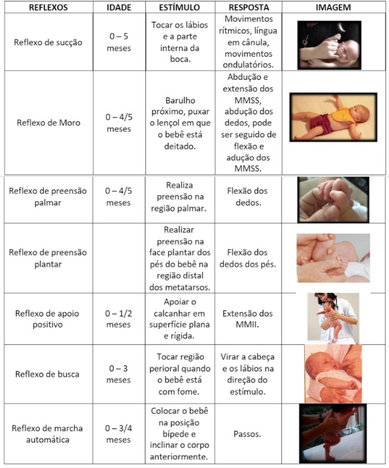 REFLEXOS IDADE ESTÍMULO RESPOSTA IMAGEM
Reflexo de sucção
0 – 5
meses
Tocar os lábios
e a parte
interna da
boca.
Movimentos
rítmicos, língua
em cânula,
movimentos
ondulatórios.
Reflexo de Moro
0 – 4/5
meses
Barulho
próximo, puxar
o lençol em que
o bebê está
deitado.
Abdução e
extensão dos
MMSS,
abdução dos
dedos, pode
ser seguido de
flexão e
adução dos
MMSS.
Reflexo de preensão
palmar
0 – 4/5
meses
Realiza
preensão na
região palmar.
Flexão dos
dedos.
Reflexo de preensão
plantar
Realizar
preensão na
face plantar dos
pés do bebê na
região distal
dos metatarsos.
Flexão dos
dedos dos pés.
Reflexo de apoio
positivo
0 – 1/2
meses
Apoiar o
calcanhar em
superfície plana
e rígida.
Extensão dos
MMII.
Reflexo de busca
0 – 3
meses
Tocar região
perioral quando
o bebê está
com fome.
Virar a cabeça
e os lábios na
direção do
estímulo.
Reflexo de marcha
automática
0 – 3/4
meses
Colocar o bebê
na posição
bípede e
inclinar o corpo
anteriormente.
Passos.